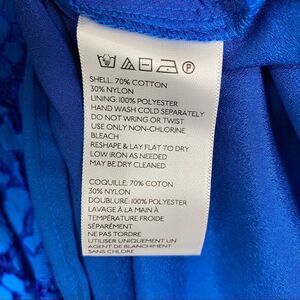 SHELL: 70% COTTON
30% NYLON
LINING: 100% POLYESTER
HAND WASH COLD SEPARATELY
DO NOT WRING OR TWIST
USE ONLY NON-CHLORINE
BLEACH
RESHAPE & LAY FLAT TO DRY
LOW IRON AS NEEDED
MAY BE DRY CLEANED
COQUILLE: 70% COTON
30% NYLON
DOUBLURE: 100% POLYESTER
LAVAGE À LA MAIN À
TEMPÉRATURE FROIDE
SÉPARÉMENT
NE PAS TORDRE
UTILISER UNIQUEMENT UN
AGENT DE BLANCHIMENT
SANS CHLORE